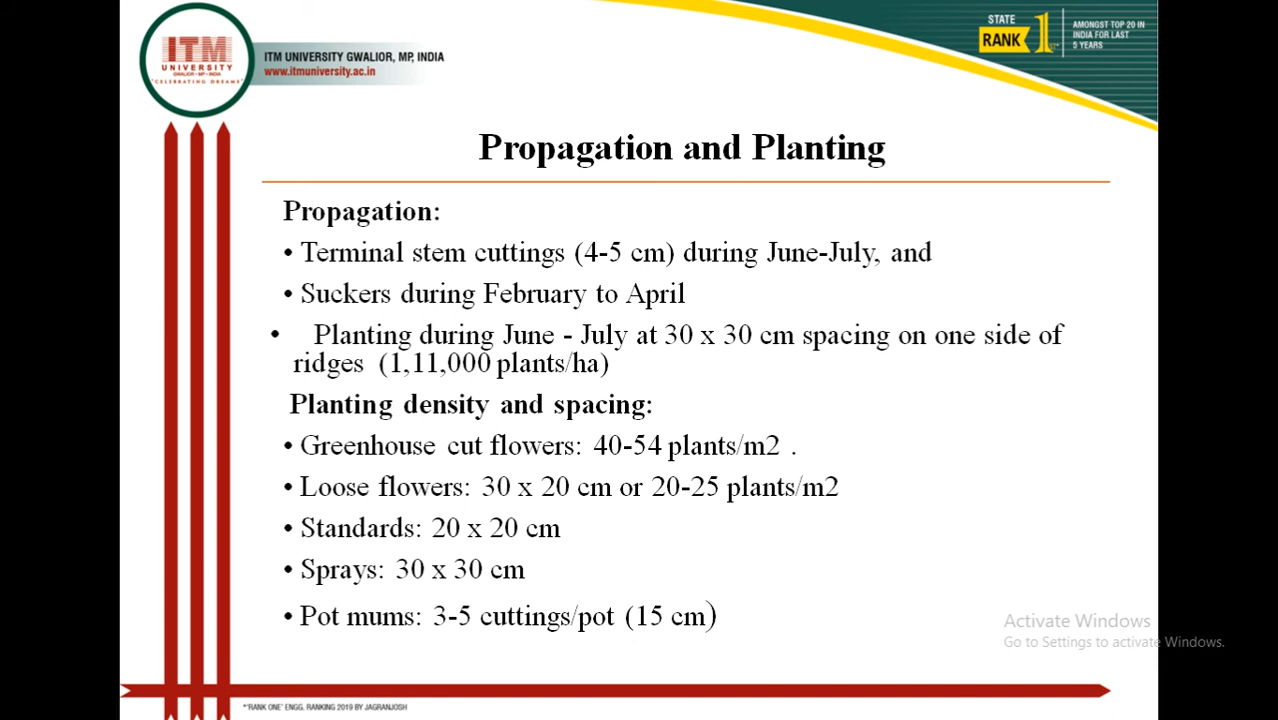 ITM
UNIVERSITY
GWALIOR • MP • INDIA
"CELEBRATING DREAMS"
ITM UNIVERSITY GWALIOR, MP, INDIA
www.itmuniversity.ac.in
STATE
RANK 1st
AMONGST TOP 20 IN
INDIA FOR LAST
5 YEARS
Propagation and Planting
Propagation:
• Terminal stem cuttings (4-5 cm) during June-July, and
• Suckers during February to April
• Planting during June - July at 30 x 30 cm spacing on one side of
ridges (1,11,000 plants/ha)
Planting density and spacing:
• Greenhouse cut flowers: 40-54 plants/m2 .
• Loose flowers: 30 x 20 cm or 20-25 plants/m2
• Standards: 20 x 20 cm
• Sprays: 30 x 30 cm
• Pot mums: 3-5 cuttings/pot (15 cm)
Activate Windows
Go to Settings to activate Windows.
*"RANK ONE" ENGG. RANKING 2019 BY JAGRANJOSH